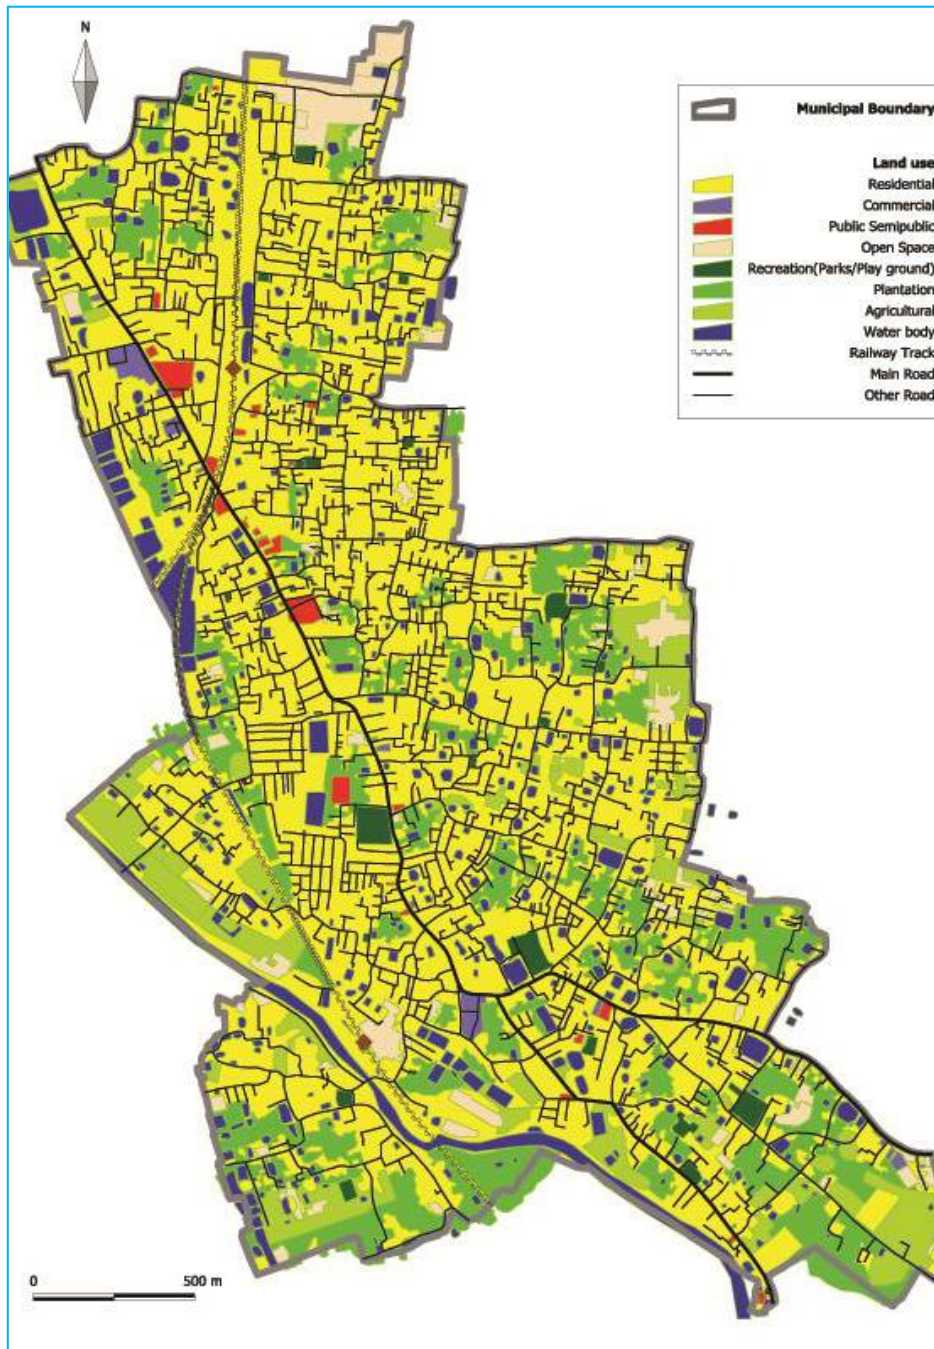 N
Municipal Boundary
Land use
Residential
Commercial
Public Semipublic
Open Space
Recreation(Parks/Play ground)
Plantation
Agricultural
Water body
Railway Track
Main Road
Other Road
0 500 m